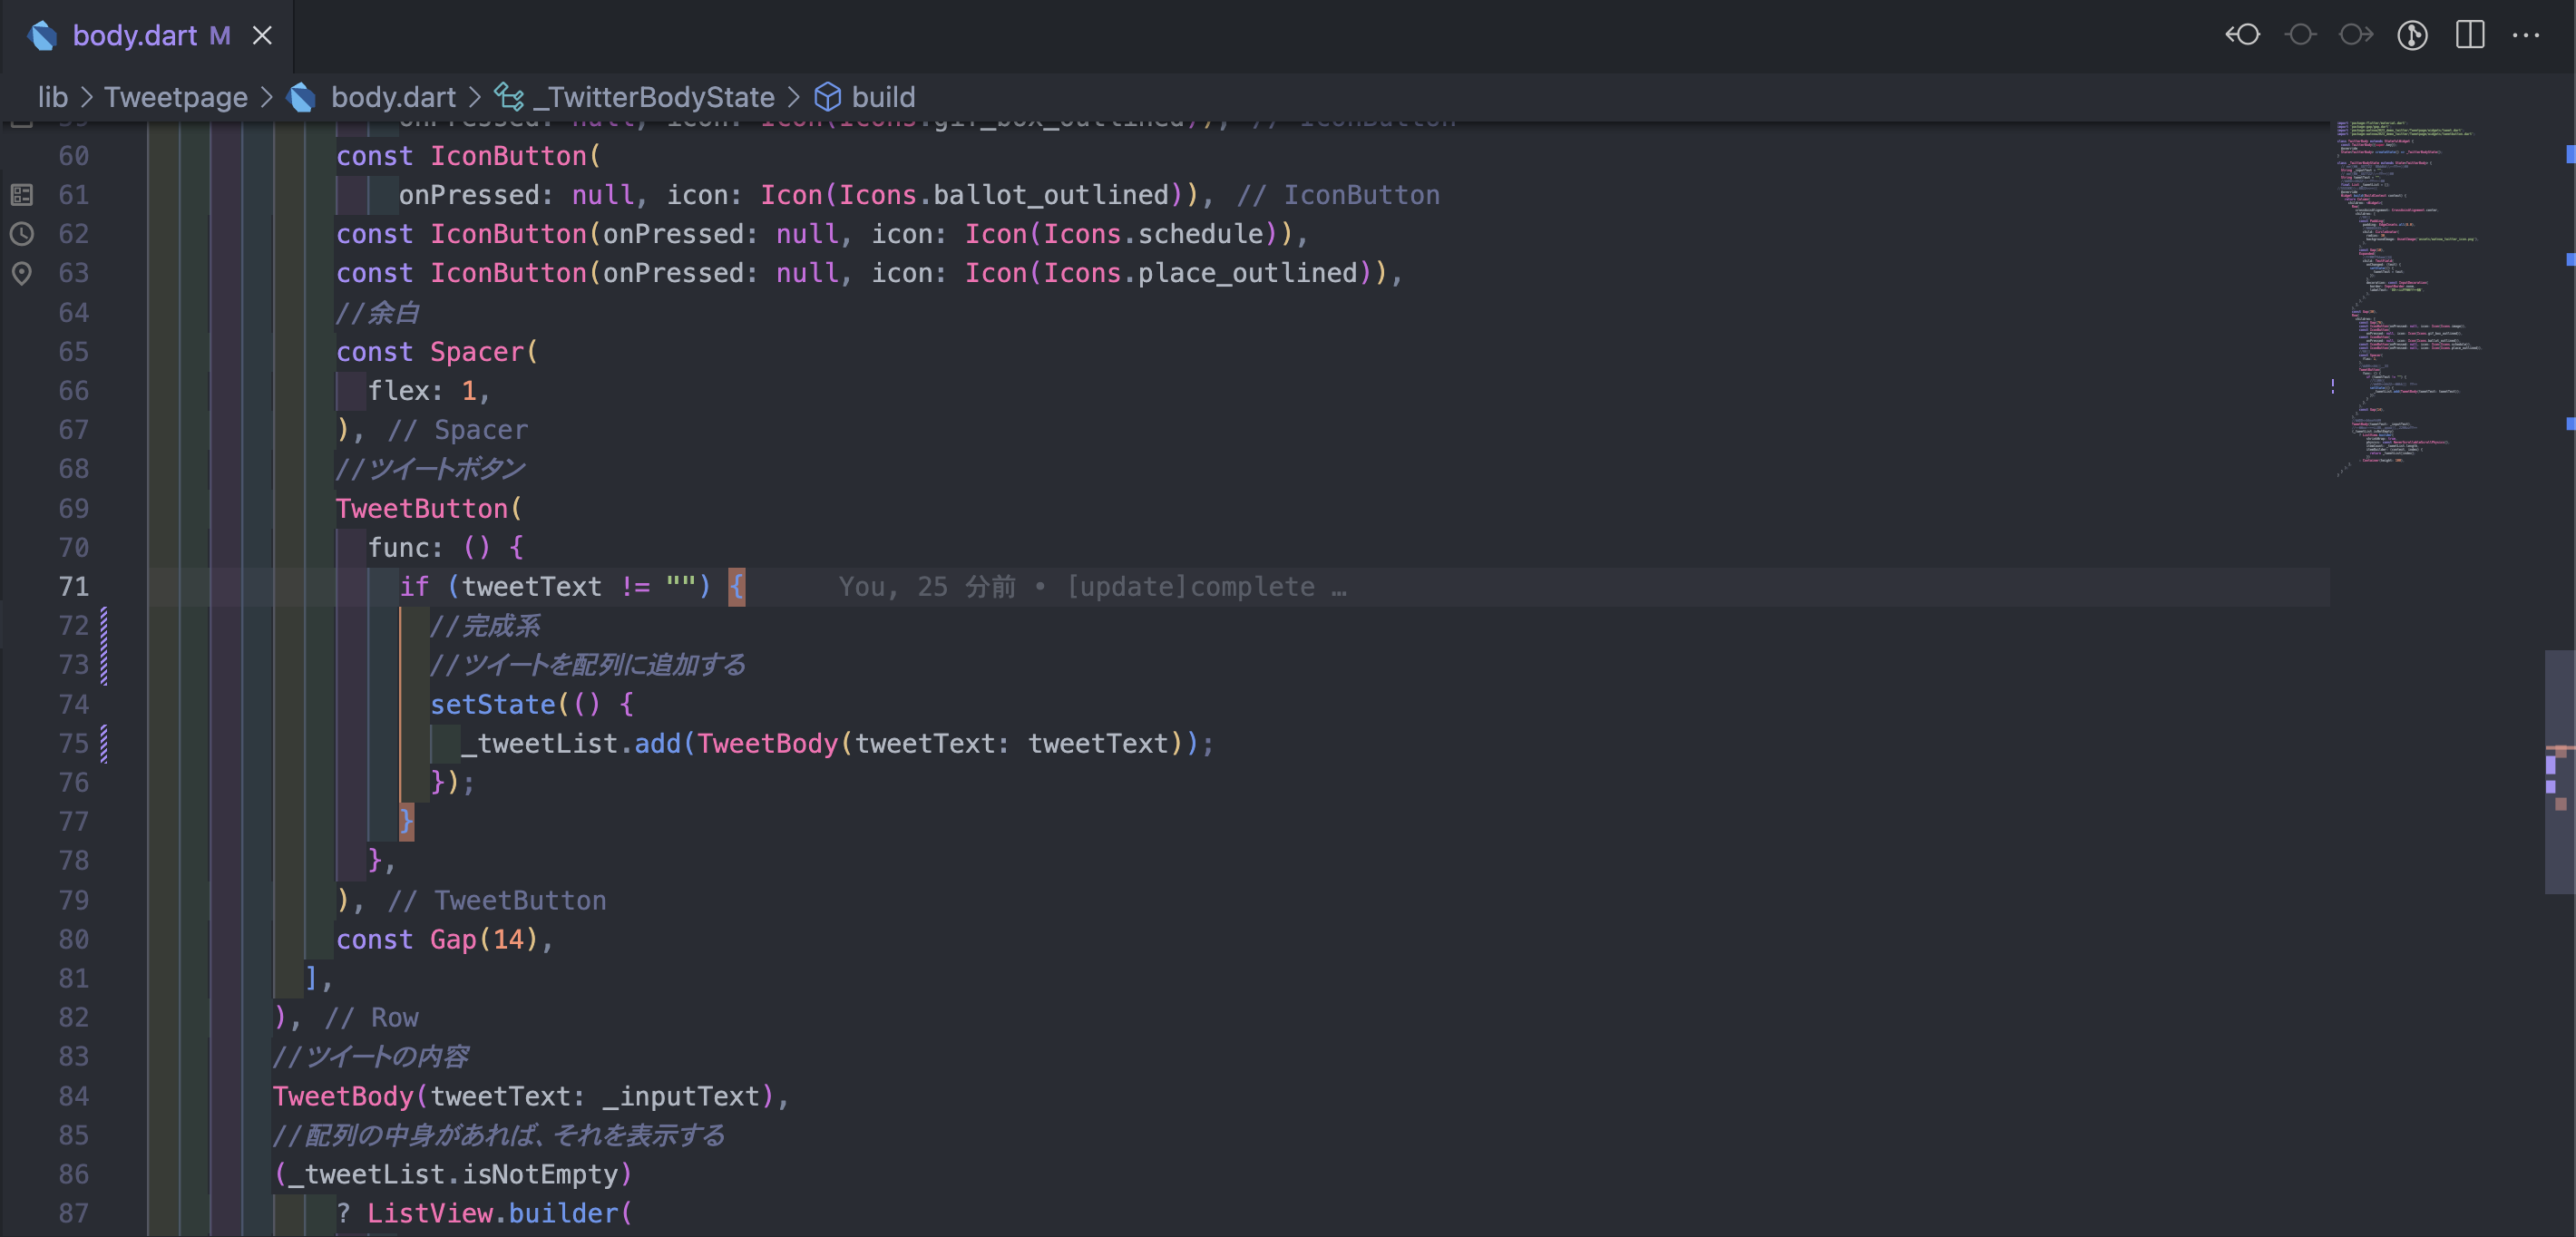 body.dart M
lib > Tweetpage > body.dart > _TwitterBodyState > build
59 onPressed: null, icon: Icon(Icons.gif_box_outlined)), // IconButton
60 const IconButton(
61 onPressed: null, icon: Icon(Icons.ballot_outlined)), // IconButton
62 const IconButton(onPressed: null, icon: Icon(Icons.schedule)),
63 const IconButton(onPressed: null, icon: Icon(Icons.place_outlined)),
64 //余白
65 const Spacer(
66 flex: 1,
67 ), // Spacer
68 //ツイートボタン
69 TweetButton(
70 func: () {
71 if (tweetText != "") { You, 25 分前 • [update]complete …
72 //完成系
73 //ツイートを配列に追加する
74 setState(() {
75 _tweetList.add(TweetBody(tweetText: tweetText));
76 });
77 }
78 },
79 ), // TweetButton
80 const Gap(14),
81 ],
82 ), // Row
83 //ツイートの内容
84 TweetBody(tweetText: _inputText),
85 //配列の中身があれば、それを表示する
86 (_tweetList.isNotEmpty)
87 ? ListView.builder(